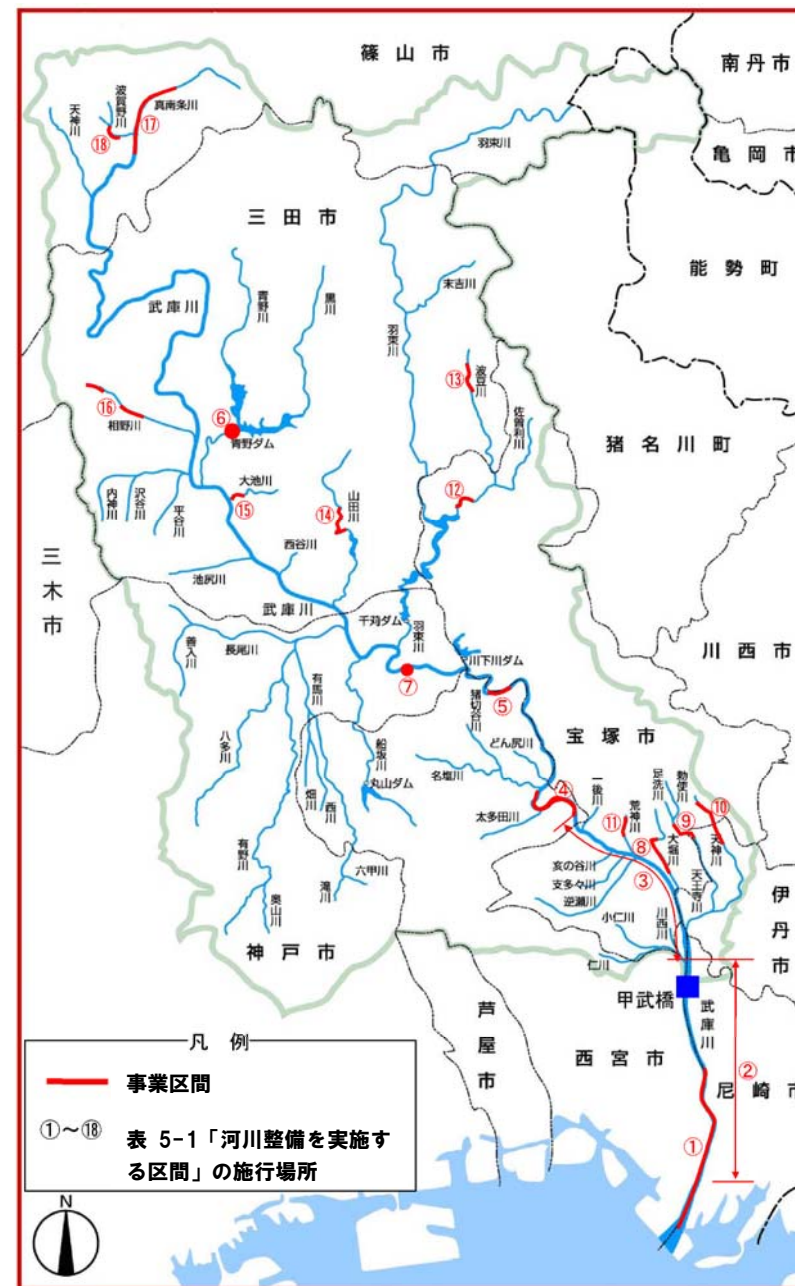 篠山市
南丹市
亀岡市
能勢町
猪名川町
川西市
伊丹市
尼崎市
西宮市
芦屋市
神戸市
三木市
三田市
宝塚市
天神川
波賀野川
真南条川
⑱
⑰
羽束川
武庫川
青野川
黒川
末吉川
羽束川
⑬
波豆川
佐曽利川
⑯
相野川
⑥
青野ダム
大池川
⑮
⑭
山田川
⑫
内神川
沢谷川
平谷川
西谷川
池尻川
武庫川
千苅ダム
羽束川
川下川ダム
⑦
⑤
善入川
長尾川
有馬川
八多川
畑川
西川
船坂川
丸山ダム
猪切谷川
どん尻川
名塩川
太多田川
④
有野川
奥山川
滝川
六甲川
一後川
荒神川
⑪
足洗川
勅使川
⑩
⑨
⑧
大堀川
天神川
天王寺川
③
亥の谷川
支多々川
逆瀬川
小仁川
川西川
仁川
甲武橋
武庫川
②
①
凡例
事業区間
①～⑱
表 5-1「河川整備を実施す
る区間」の施行場所
N